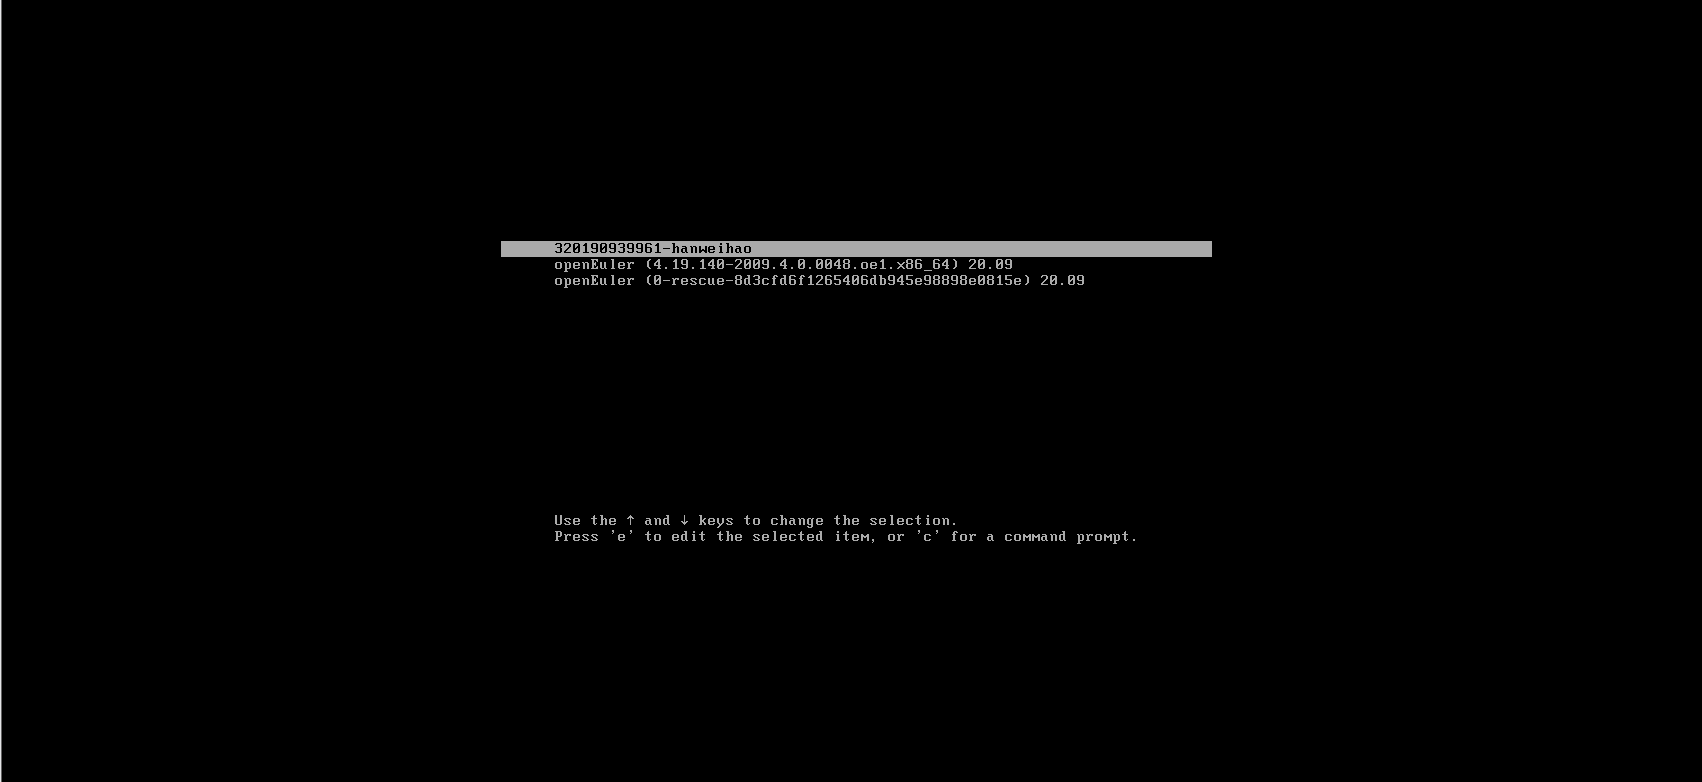 320190939961-hanweihao
openEuler (4.19.140-2009.4.0.0048.oe1.x86_64) 20.09
openEuler (0-rescue-8d3cfd6f1265406db945e98898e0815e) 20.09
Use the ↑ and ↓ keys to change the selection.
Press 'e' to edit the selected item, or 'c' for a command prompt.